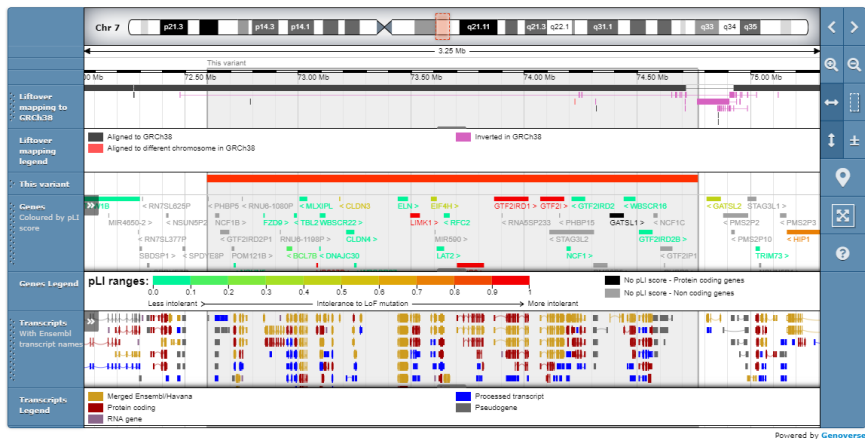 Chr 7 p21.3 p14.3 p14.1 q21.11 q21.3 q22.1 q31.1 q33 q34 q35
3.25 Mb
This variant
00 Mb 72.50 Mb 73.00 Mb 73.50 Mb 74.00 Mb 74.50 Mb 75.00 Mb
Liftover
mapping to
GRCh38
Liftover
mapping
legend
Aligned to GRCh38
Inverted in GRCh38
Aligned to different chromosome in GRCh38
This variant
Genes
Coloured by pLI
score
W1B <RN7SL625P <PHBP5 <RNU6-1080P <MLXIPL <CLDN3 ELN > EIF4H > GTF2IRD1 > GTF2I > <GTF2IRD2 <WBSCR16 <GATSL2 STAG3L1 >
MIR4650-2 > <NSUN5P2 NCF1B > FZD9 > <TBL2 WBSCR22 > LIMK1 > <RFC2 <RNA5SP233 <PHBP15 GATSL1 > <NCF1C <PMS2P2 <PMS2P3
<RN7SL377P <GTF2IRD2P1 RNU6-1198P > CLDN4 > MIR590 > STAG3L2 > GTF2IRD2B > <PMS2P10 <HIP1
SBDSP1 > <SPDYE8P POM121B > <BCL7B <DNAJC30 LAT2 > NCF1 > <GTF2IP1 TRIM73 >
Genes Legend
pLI ranges:
0.0 0.1 0.2 0.3 0.4 0.5 0.6 0.7 0.8 0.9 1
Less intolerant Intolerance to LoF mutation More intolerant
No pLI score - Protein coding genes
No pLI score - Non coding genes
Transcripts
With Ensembl
transcript names
Transcripts
Legend
Merged Ensembl/Havana
Processed transcript
Protein coding
Pseudogene
RNA gene
Powered by Genoverse